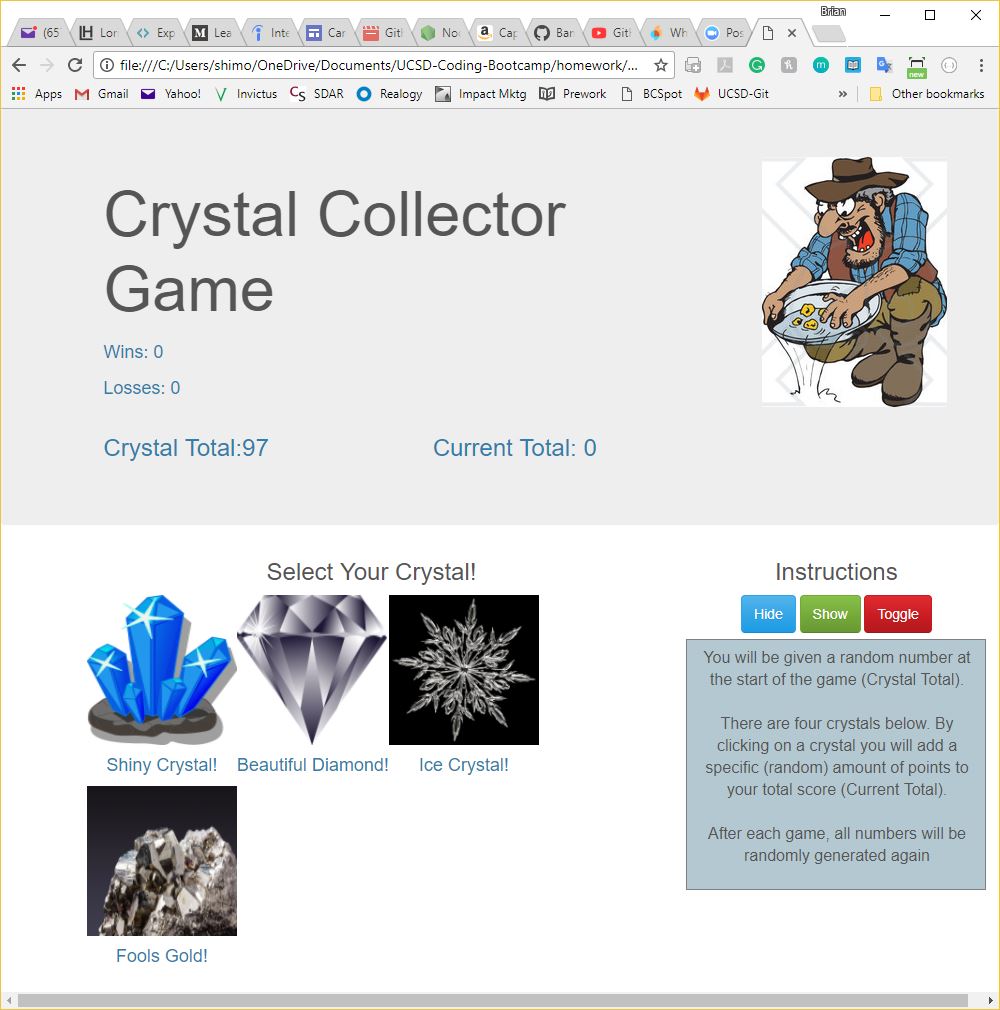 Brian
(65
Lor
Exp
Lea
Inte
Car
Git
No
Cap
Bar
Gith
Wh
Pos
file:///C:/Users/shimo/OneDrive/Documents/UCSD-Coding-Bootcamp/homework/...
new
Apps Gmail Yahoo! Invictus SDAR Realogy Impact Mktg Prework BCSpot UCSD-Git » Other bookmarks
Crystal Collector
Game
Wins: 0
Losses: 0
Crystal Total:97 Current Total: 0
Select Your Crystal!
Shiny Crystal! Beautiful Diamond! Ice Crystal!
Fools Gold!
Instructions
Hide Show Toggle
You will be given a random number at
the start of the game (Crystal Total).
There are four crystals below. By
clicking on a crystal you will add a
specific (random) amount of points to
your total score (Current Total).
After each game, all numbers will be
randomly generated again